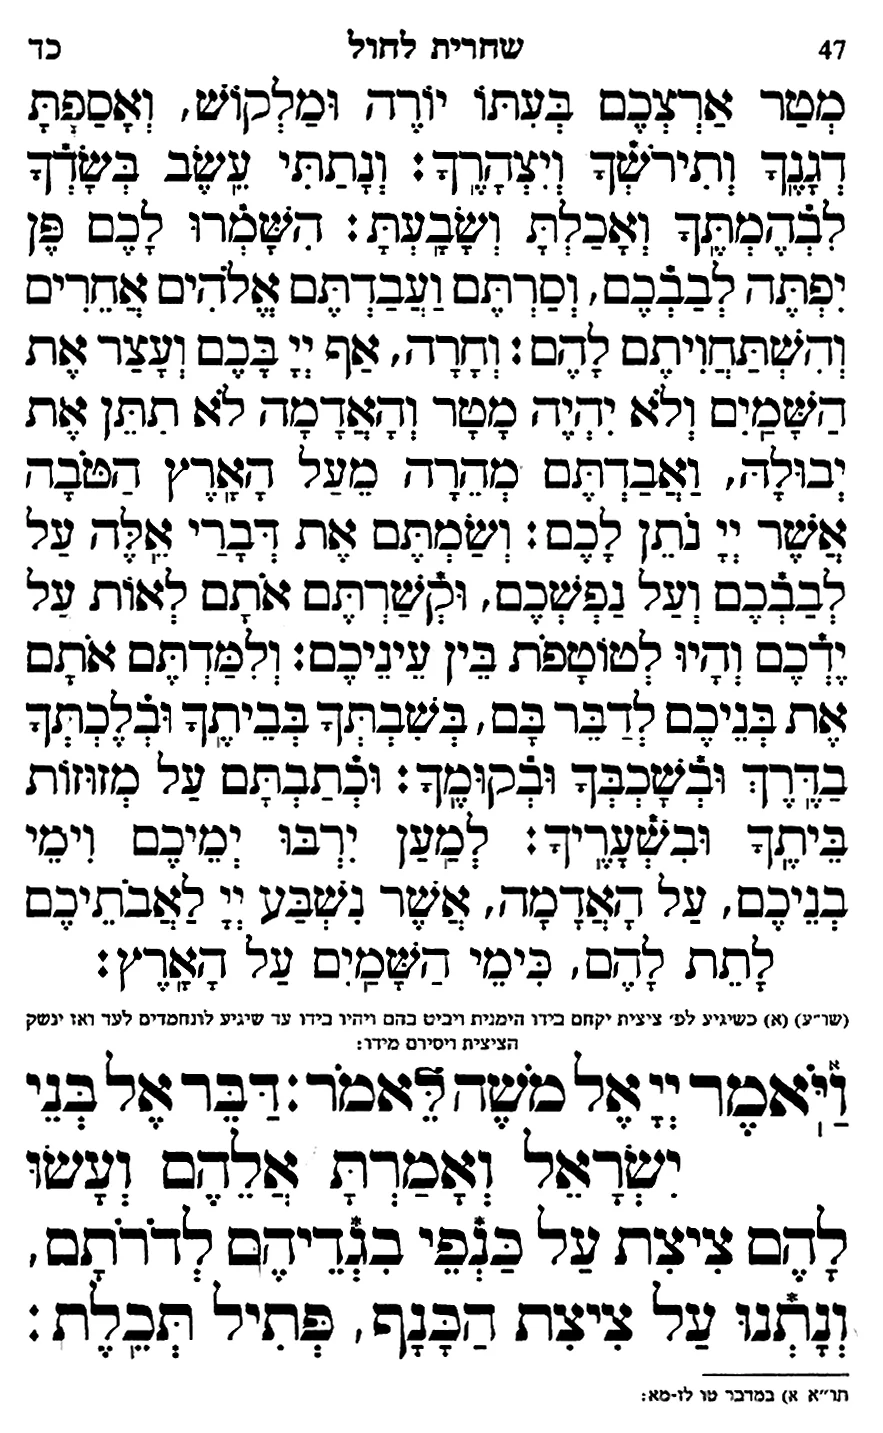 47 שחרית לחול כד
מְטַר אַרְצְכֶם בְּעִתּוֹ יוֹרֶה וּמַלְקוֹשׁ, וְאָסַפְתָּ
דְגָנֶךָ וְתִירשְׁךָ וְיִצְהָרֶךָ: וְנָתַתִּי עֵשֶׂב בְּשָׂדְךָ
לִבְהֶמְתֶּךָ וְאָכַלְתָּ וְשָׂבָעְתָּ: הִשָּׁמְרוּ לָכֶם פֶּן
יִפְתֶּה לְבַבְכֶם, וְסַרְתֶּם וַעֲבַדְתֶּם אֱלֹהִים אֲחֵרִים
וְהִשְׁתַּחֲוִיתֶם לָהֶם: וְחָרָה, אַף יְיָ בָּכֶם וְעָצַר אֶת
הַשָּׁמַיִם וְלֹא יִהְיֶה מָטָר וְהָאֲדָמָה לֹא תִתֵּן אֶת
יְבוּלָהּ, וַאֲבַדְתֶּם מְהֵרָה מֵעַל הָאָרֶץ הַטֹּבָה
אֲשֶׁר יְיָ נֹתֵן לָכֶם: וְשַׂמְתֶּם אֶת דְּבָרַי אֵלֶּה עַל
לְבַבְכֶם וְעַל נַפְשְׁכֶם, וּקְשַׁרְתֶּם אֹתָם לְאוֹת עַל
יֶדְכֶם וְהָיוּ לְטוֹטָפֹת בֵּין עֵינֵיכֶם: וְלִמַּדְתֶּם אֹתָם
אֶת בְּנֵיכֶם לְדַבֵּר בָּם, בְּשִׁבְתְּךָ בְּבֵיתֶךָ וּבְלֶכְתְּךָ
בַדֶּרֶךְ וּבְשָׁכְבְּךָ וּבְקוּמֶךָ: וּכְתַבְתָּם עַל מְזוּזוֹת
בֵּיתֶךָ וּבִשְׁעָרֶיךָ: לְמַעַן יִרְבּוּ יְמֵיכֶם וִימֵי
בְנֵיכֶם, עַל הָאֲדָמָה, אֲשֶׁר נִשְׁבַּע יְיָ לַאֲבֹתֵיכֶם
לָתֵת לָהֶם, כִּימֵי הַשָּׁמַיִם עַל הָאָרֶץ:
(שו״ע) (א) כשיגיע לפ׳ ציצית יקחם בידו הימנית ויביט בהם ויהיו בידו עד שיגיע לונחמדים לעד ואז ינשק
הציצית ויסירם מידו:
וַיֹּאמֶר יְיָ אֶל מֹשֶׁה לֵּאמֹר: דַּבֵּר אֶל בְּנֵי
יִשְׂרָאֵל וְאָמַרְתָּ אֲלֵהֶם וְעָשׂוּ
לָהֶם צִיצִת עַל כַּנְפֵי בִגְדֵיהֶם לְדֹרֹתָם,
וְנָתְנוּ עַל צִיצִת הַכָּנָף, פְּתִיל תְּכֵלֶת:
תו״א א) במדבר טו לז-מא: